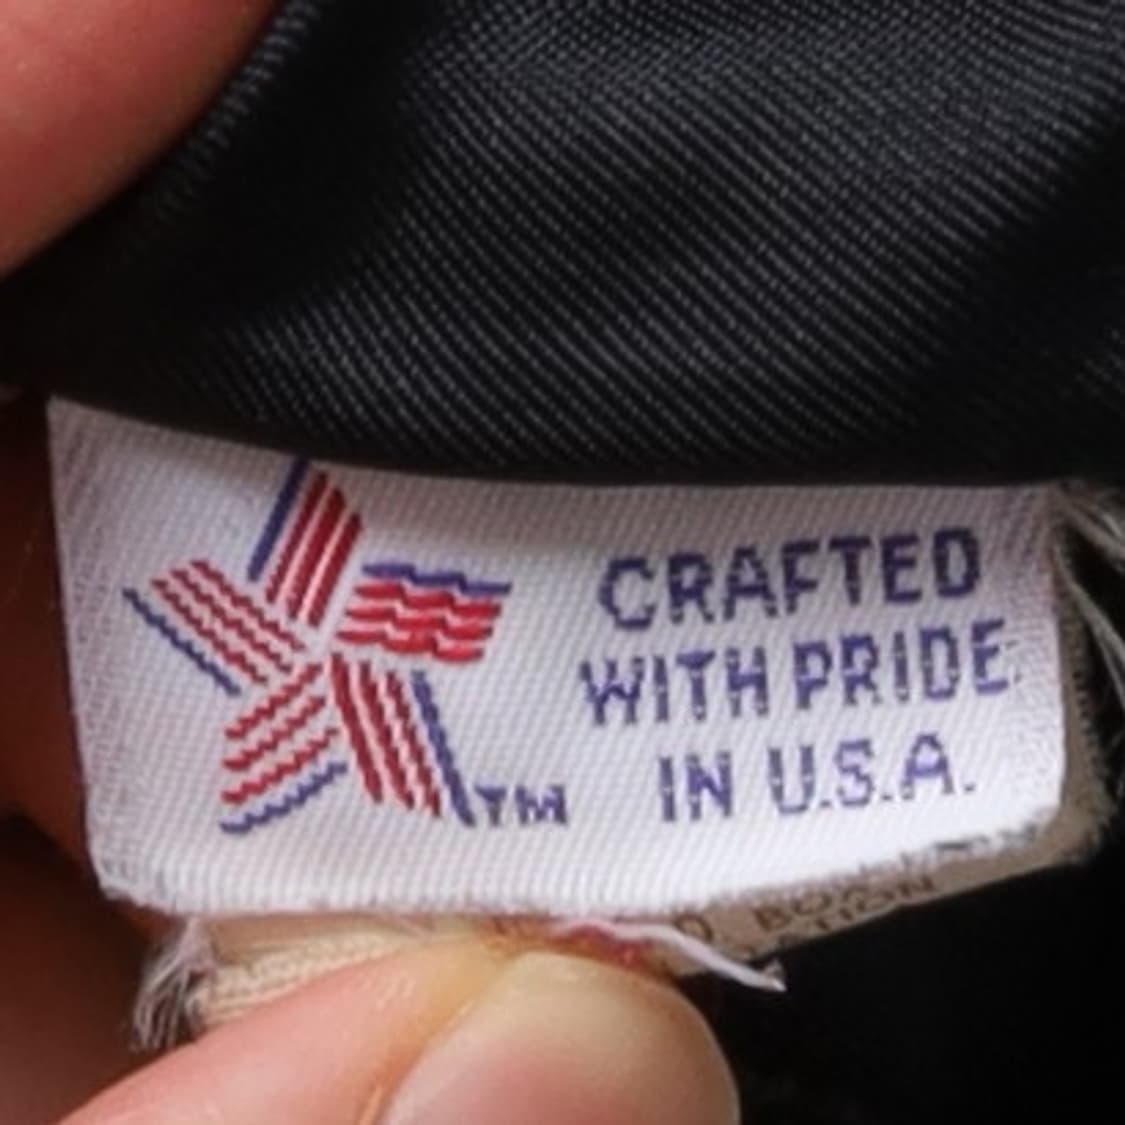 TM
CRAFTED
WITH PRIDE
IN U.S.A.